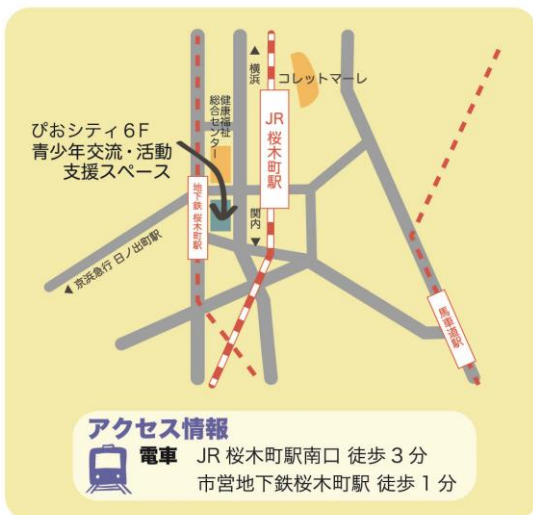 ▲横浜
コレットマーレ
健康福祉
総合センター
JR 桜木町駅
ぴおシティ6F
青少年交流・活動
支援スペース
地下鉄 桜木町駅
関内▼
▲京浜急行 日ノ出町駅
馬車道駅
アクセス情報
電車 JR 桜木町駅南口 徒歩3分
市営地下鉄桜木町駅 徒歩1分